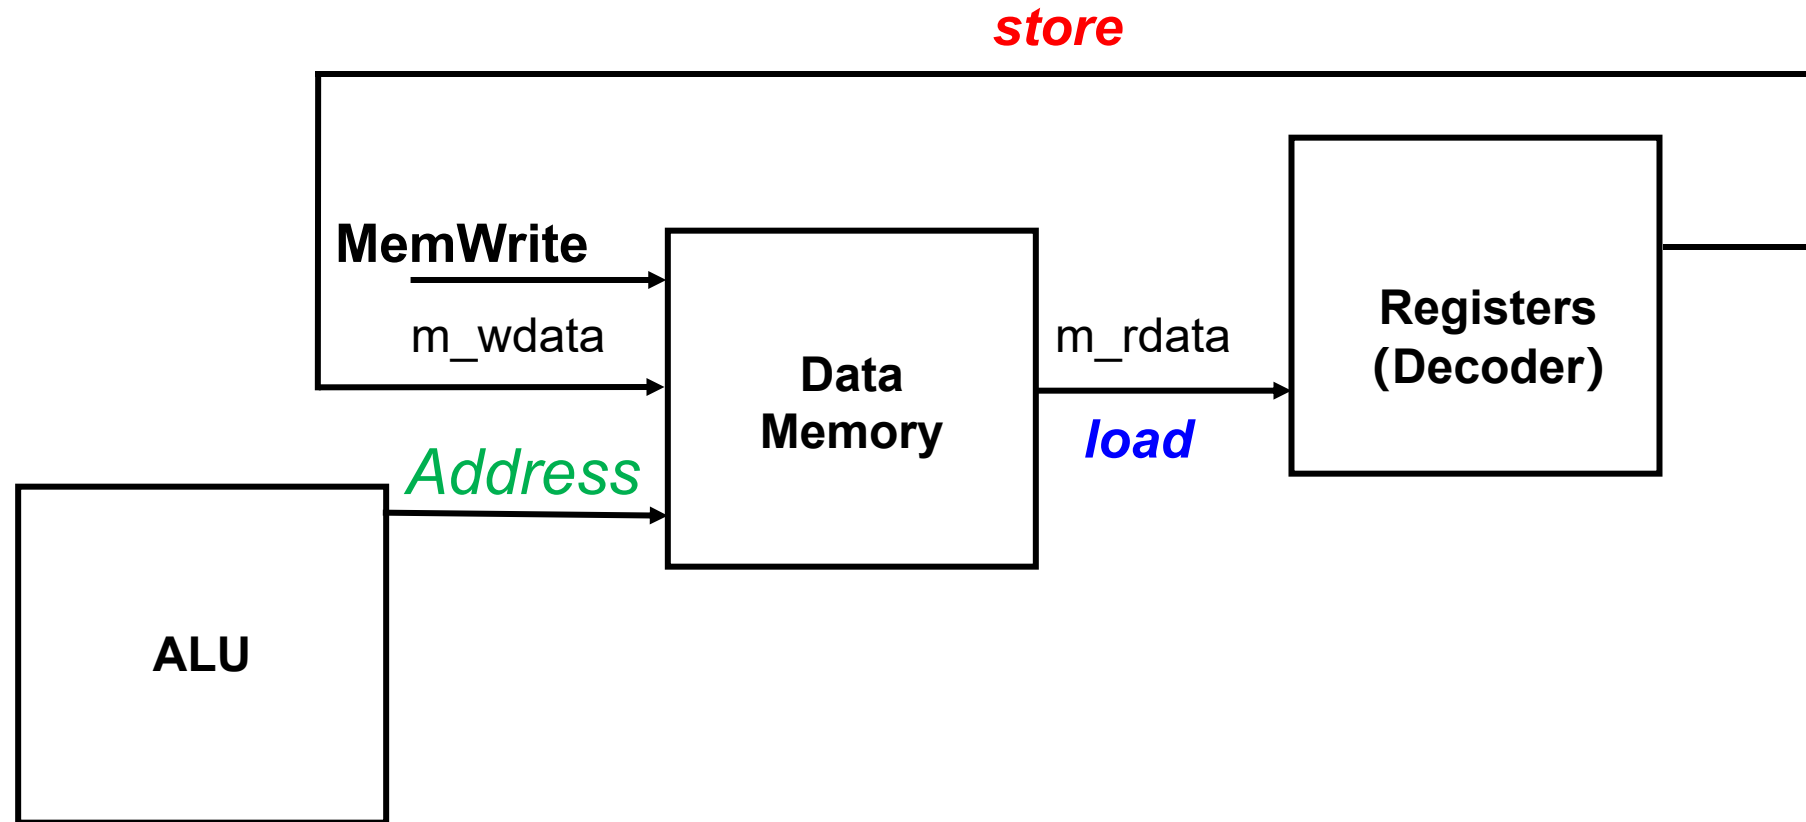 store
MemWrite
m_wdata
Address
Data
Memory
m_rdata
load
Registers
(Decoder)
ALU